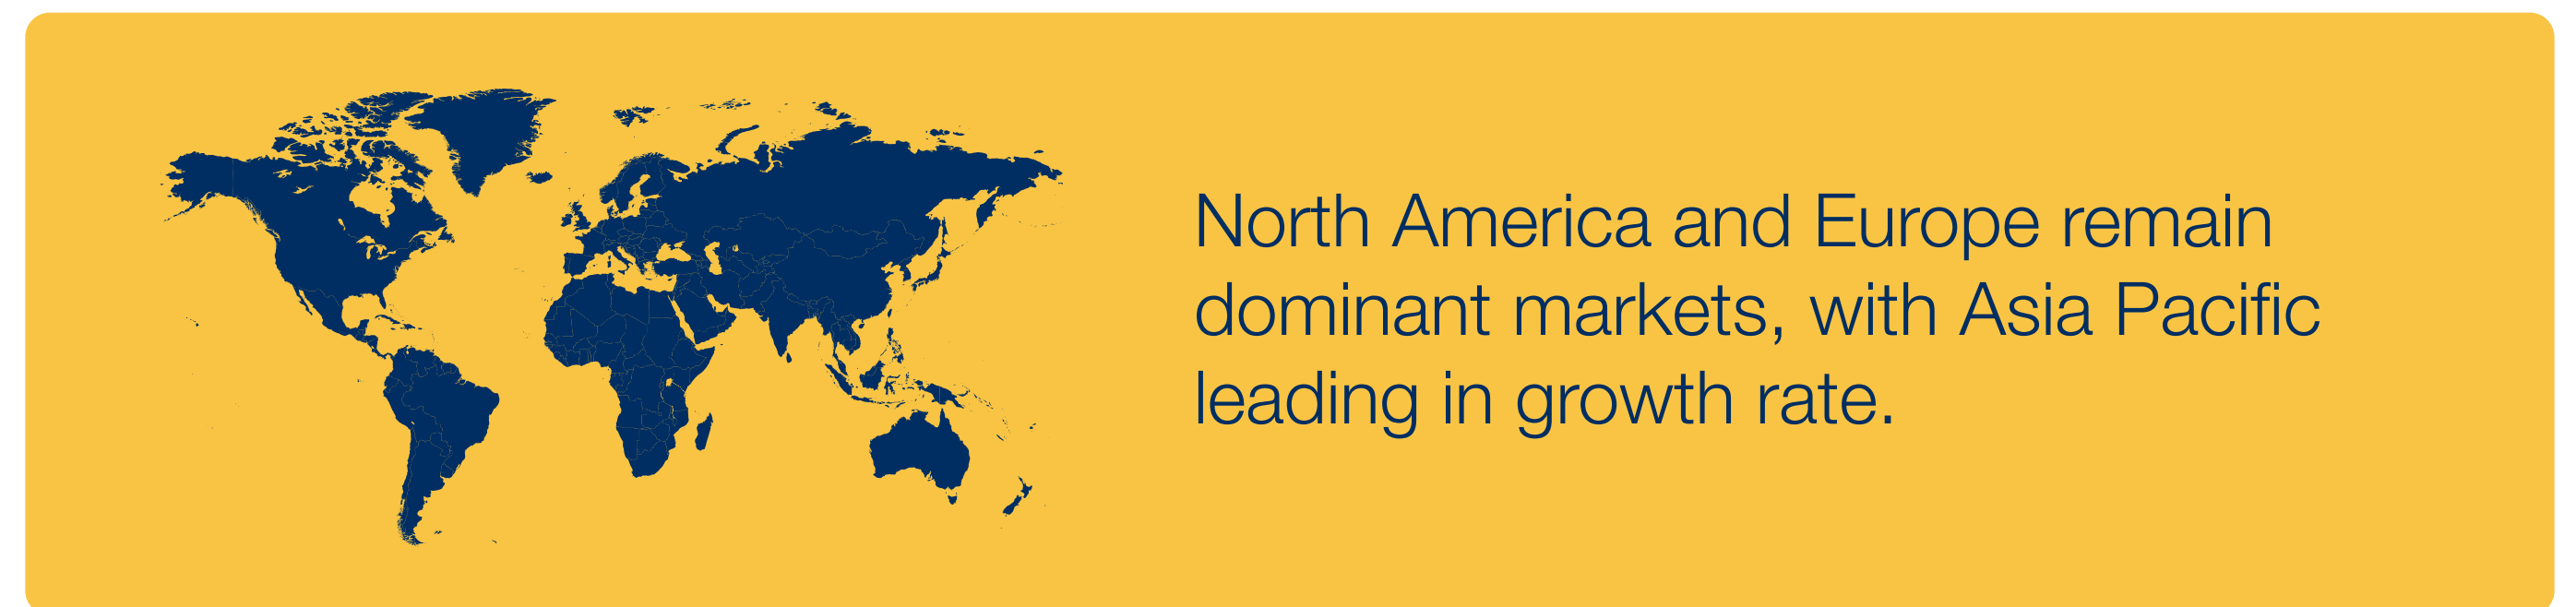 North America and Europe remain
dominant markets, with Asia Pacific
leading in growth rate.